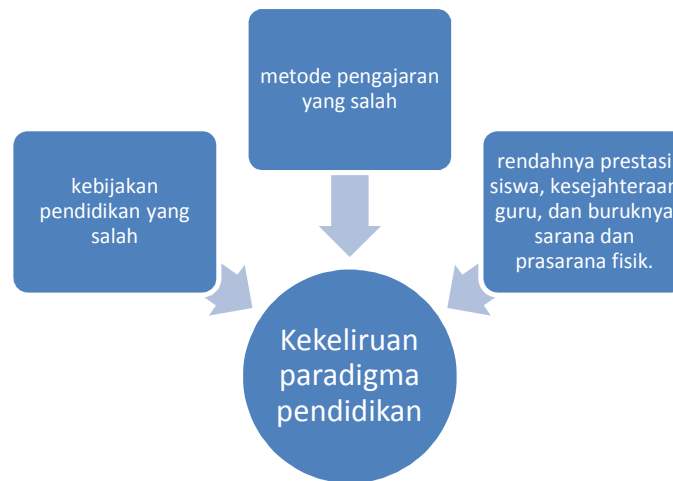 metode pengajaran
yang salah
kebijakan
pendidikan yang
salah
rendahnya prestasi
siswa, kesejahteraan
guru, dan buruknya
sarana dan
prasarana fisik.
Kekeliruan
paradigma
pendidikan